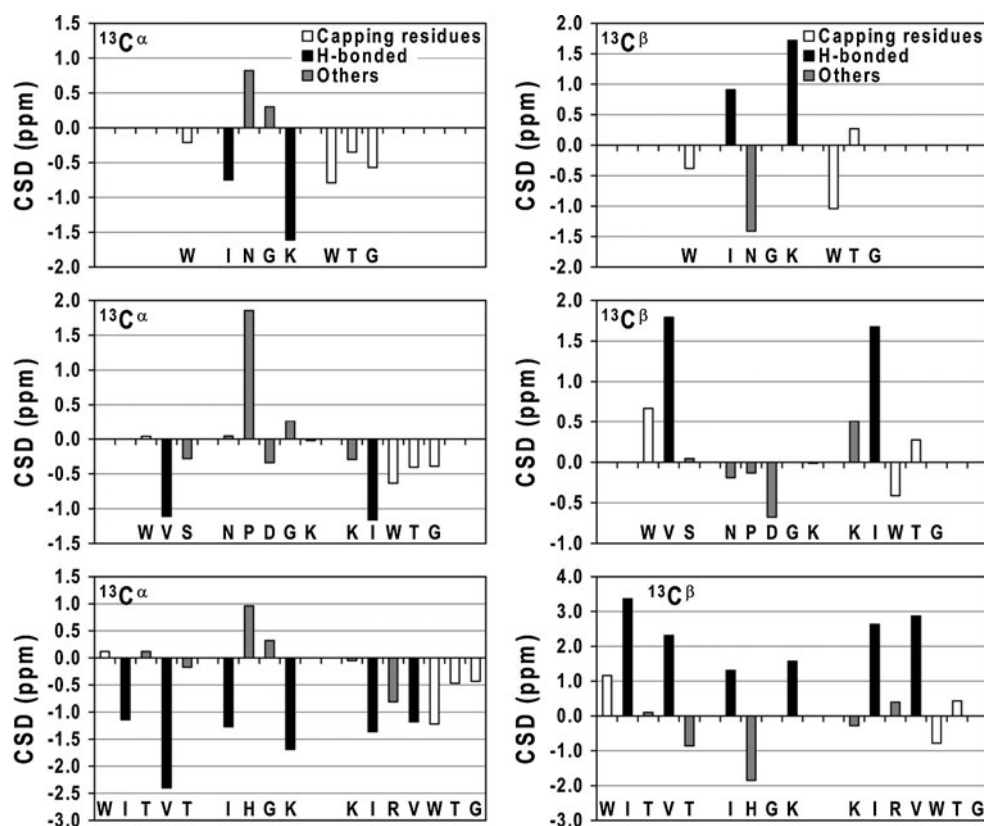 13Cα
Capping residues
H-bonded
Others
CSD (ppm)
1.5
1.0
0.5
0.0
-0.5
-1.0
-1.5
-2.0
W I N G K W T G
13Cβ
Capping residues
H-bonded
Others
CSD (ppm)
2.0
1.5
1.0
0.5
0.0
-0.5
-1.0
-1.5
-2.0
W I N G K W T G
13Cα
CSD (ppm)
2.0
1.5
1.0
0.5
0.0
-0.5
-1.0
-1.5
W V S N P D G K K I W T G
13Cβ
CSD (ppm)
2.0
1.5
1.0
0.5
0.0
-0.5
-1.0
W V S N P D G K K I W T G
13Cα
CSD (ppm)
1.5
1.0
0.5
0.0
-0.5
-1.0
-1.5
-2.0
-2.5
-3.0
W I T V T I H G K K I R V W T G
13Cβ
CSD (ppm)
4.0
3.0
2.0
1.0
0.0
-1.0
-2.0
-3.0
W I T V T I H G K K I R V W T G